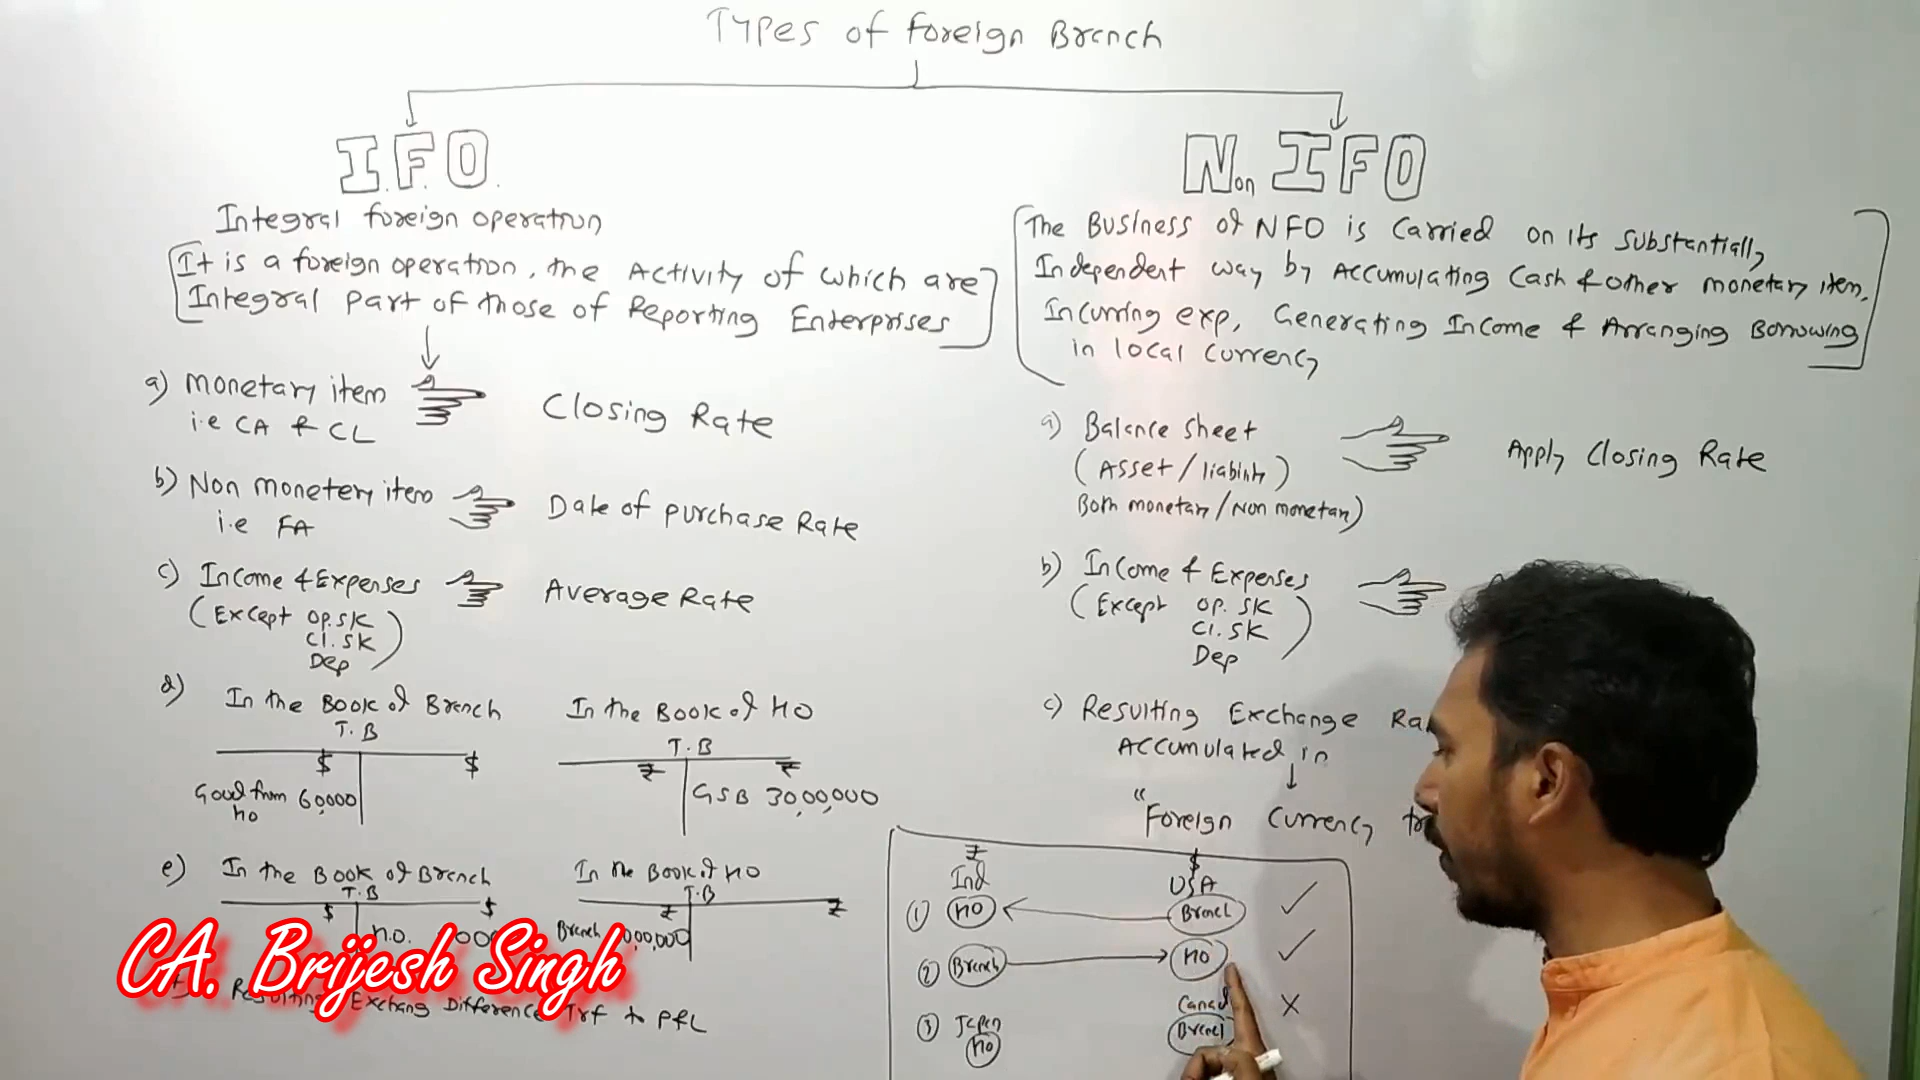 Types of Foreign Branch
I.F.O.
Integral foreign operation
It is a foreign operation, the Activity of which are
Integral part of those of Reporting Enterprises
a) Monetary item
i.e CA & CL
Closing Rate
b) Non monetary item
i.e FA
Date of purchase Rate
c) Income & Expenses
(Except Op. SK
Cl. SK
Dep)
Average Rate
d) In the Book of Branch
T.B
$ $
Good from 60,000
HO
In the Book of HO
T.B
₹ ₹
GSB 30,00,000
e) In the Book of Branch
T.B
$ $
H.O.
In the Book of HO
T.B
₹ ₹
Branch
Resulting Exchang Difference Trf to P&L
CA. Brijesh Singh
Non IFO
The Business of NFO is Carried on its substantially
Independent way by Accumulating Cash & other monetary item,
Incurring exp, Generating Income & Arranging Borrowing
in local currency
a) Balance sheet
(Asset / liability)
Both monetary / Non monetary)
Apply Closing Rate
b) Income & Expenses
(Except Op. SK
Cl. SK
Dep)
c) Resulting Exchange
Accumulated in
"Foreign Currency
₹ $
Ind USA
① HO Branch ✓
② Branch HO ✓
③ Japan Canad X
HO Branch